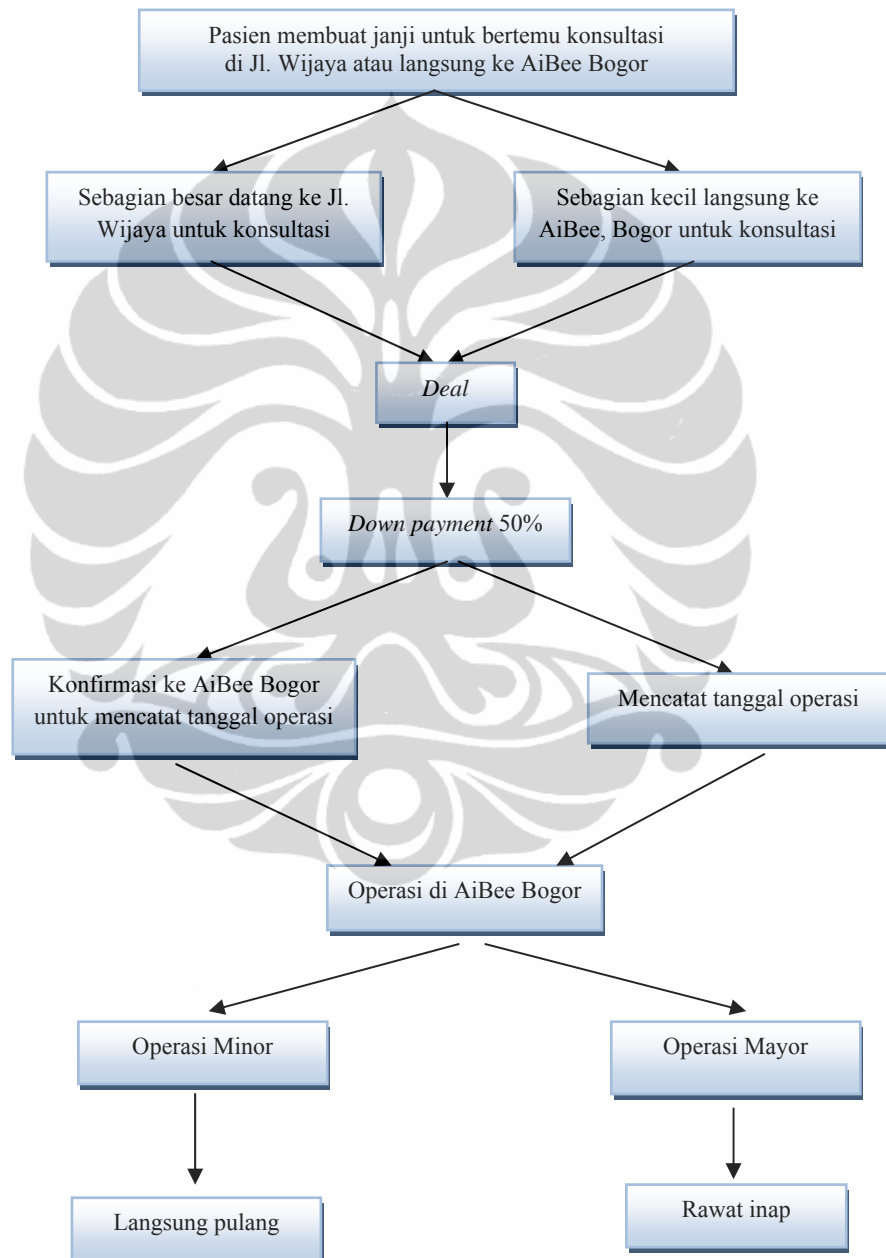 Pasien membuat janji untuk bertemu konsultasi
di Jl. Wijaya atau langsung ke AiBee Bogor
Sebagian besar datang ke Jl.
Wijaya untuk konsultasi
Sebagian kecil langsung ke
AiBee, Bogor untuk konsultasi
Deal
Down payment 50%
Konfirmasi ke AiBee Bogor
untuk mencatat tanggal operasi
Mencatat tanggal operasi
Operasi di AiBee Bogor
Operasi Minor
Operasi Mayor
Langsung pulang
Rawat inap